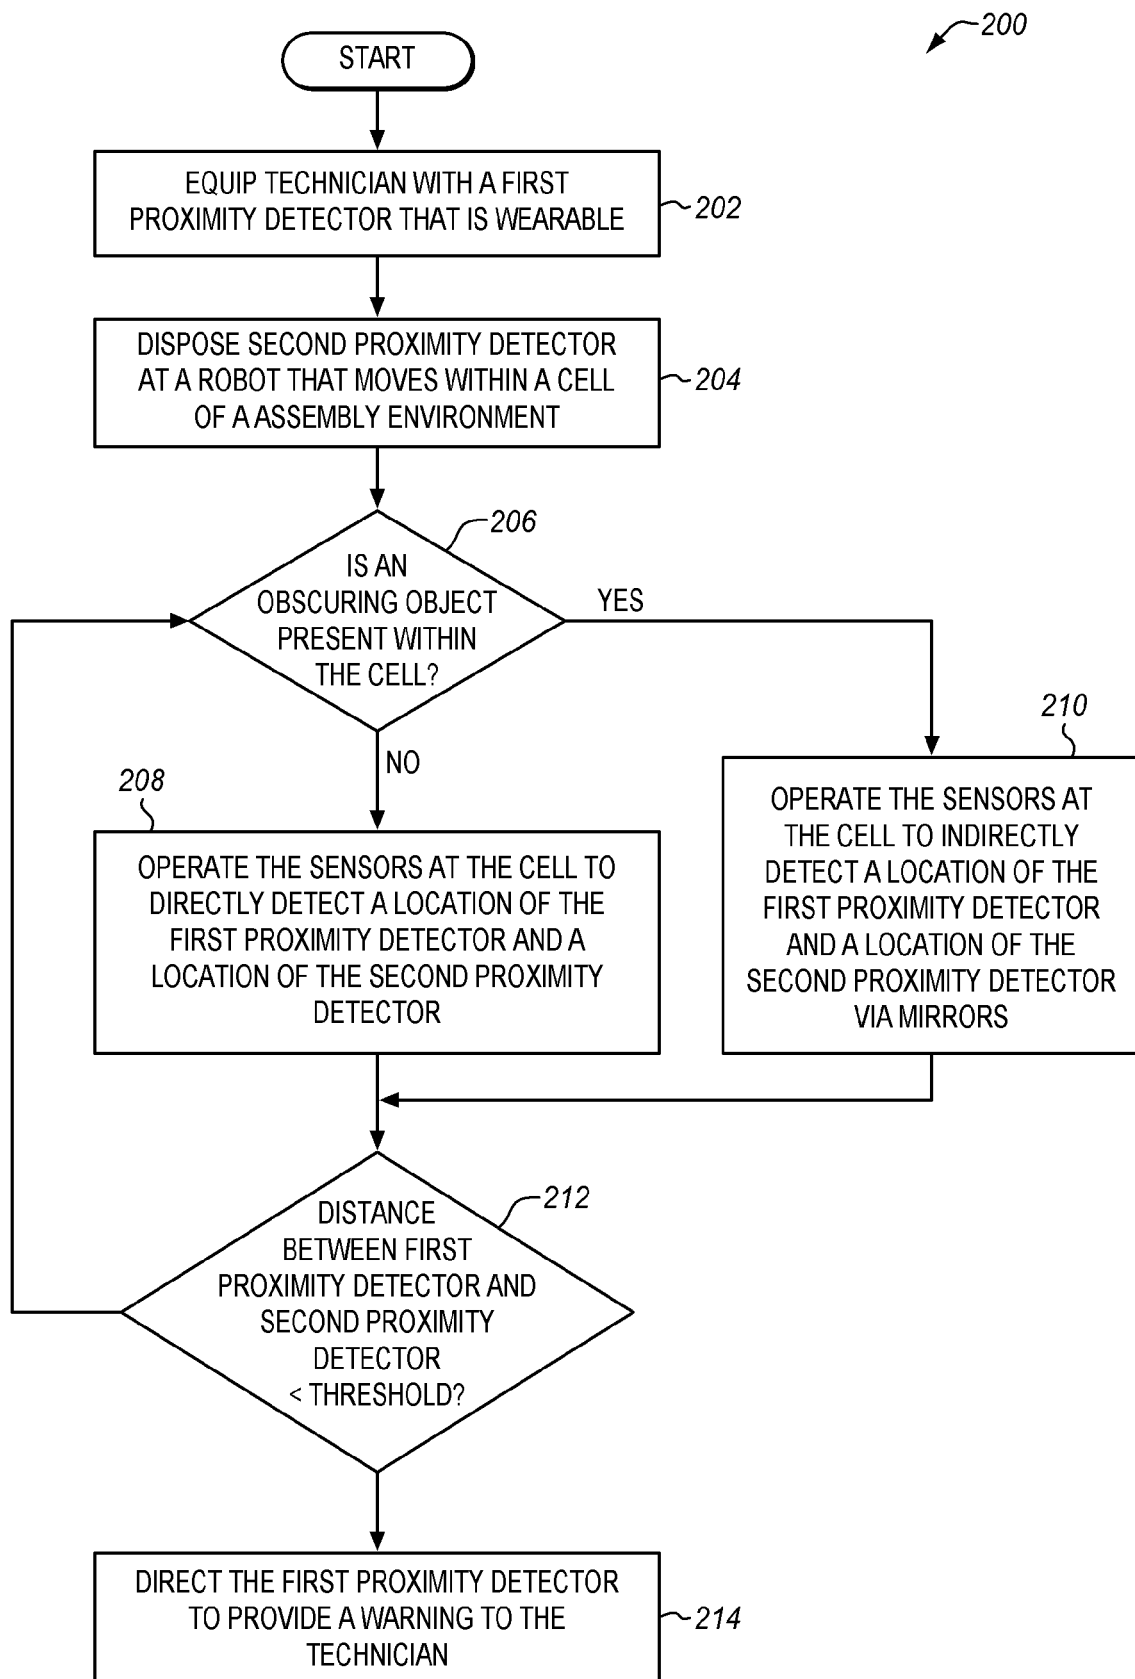 200
START
EQUIP TECHNICIAN WITH A FIRST
PROXIMITY DETECTOR THAT IS WEARABLE
202
DISPOSE SECOND PROXIMITY DETECTOR
AT A ROBOT THAT MOVES WITHIN A CELL
OF A ASSEMBLY ENVIRONMENT
204
206
IS AN
OBSCURING OBJECT
PRESENT WITHIN
THE CELL?
YES
NO
208
OPERATE THE SENSORS AT THE CELL TO
DIRECTLY DETECT A LOCATION OF THE
FIRST PROXIMITY DETECTOR AND A
LOCATION OF THE SECOND PROXIMITY
DETECTOR
210
OPERATE THE SENSORS AT
THE CELL TO INDIRECTLY
DETECT A LOCATION OF THE
FIRST PROXIMITY DETECTOR
AND A LOCATION OF THE
SECOND PROXIMITY DETECTOR
VIA MIRRORS
212
DISTANCE
BETWEEN FIRST
PROXIMITY DETECTOR AND
SECOND PROXIMITY
DETECTOR
< THRESHOLD?
DIRECT THE FIRST PROXIMITY DETECTOR
TO PROVIDE A WARNING TO THE
TECHNICIAN
214